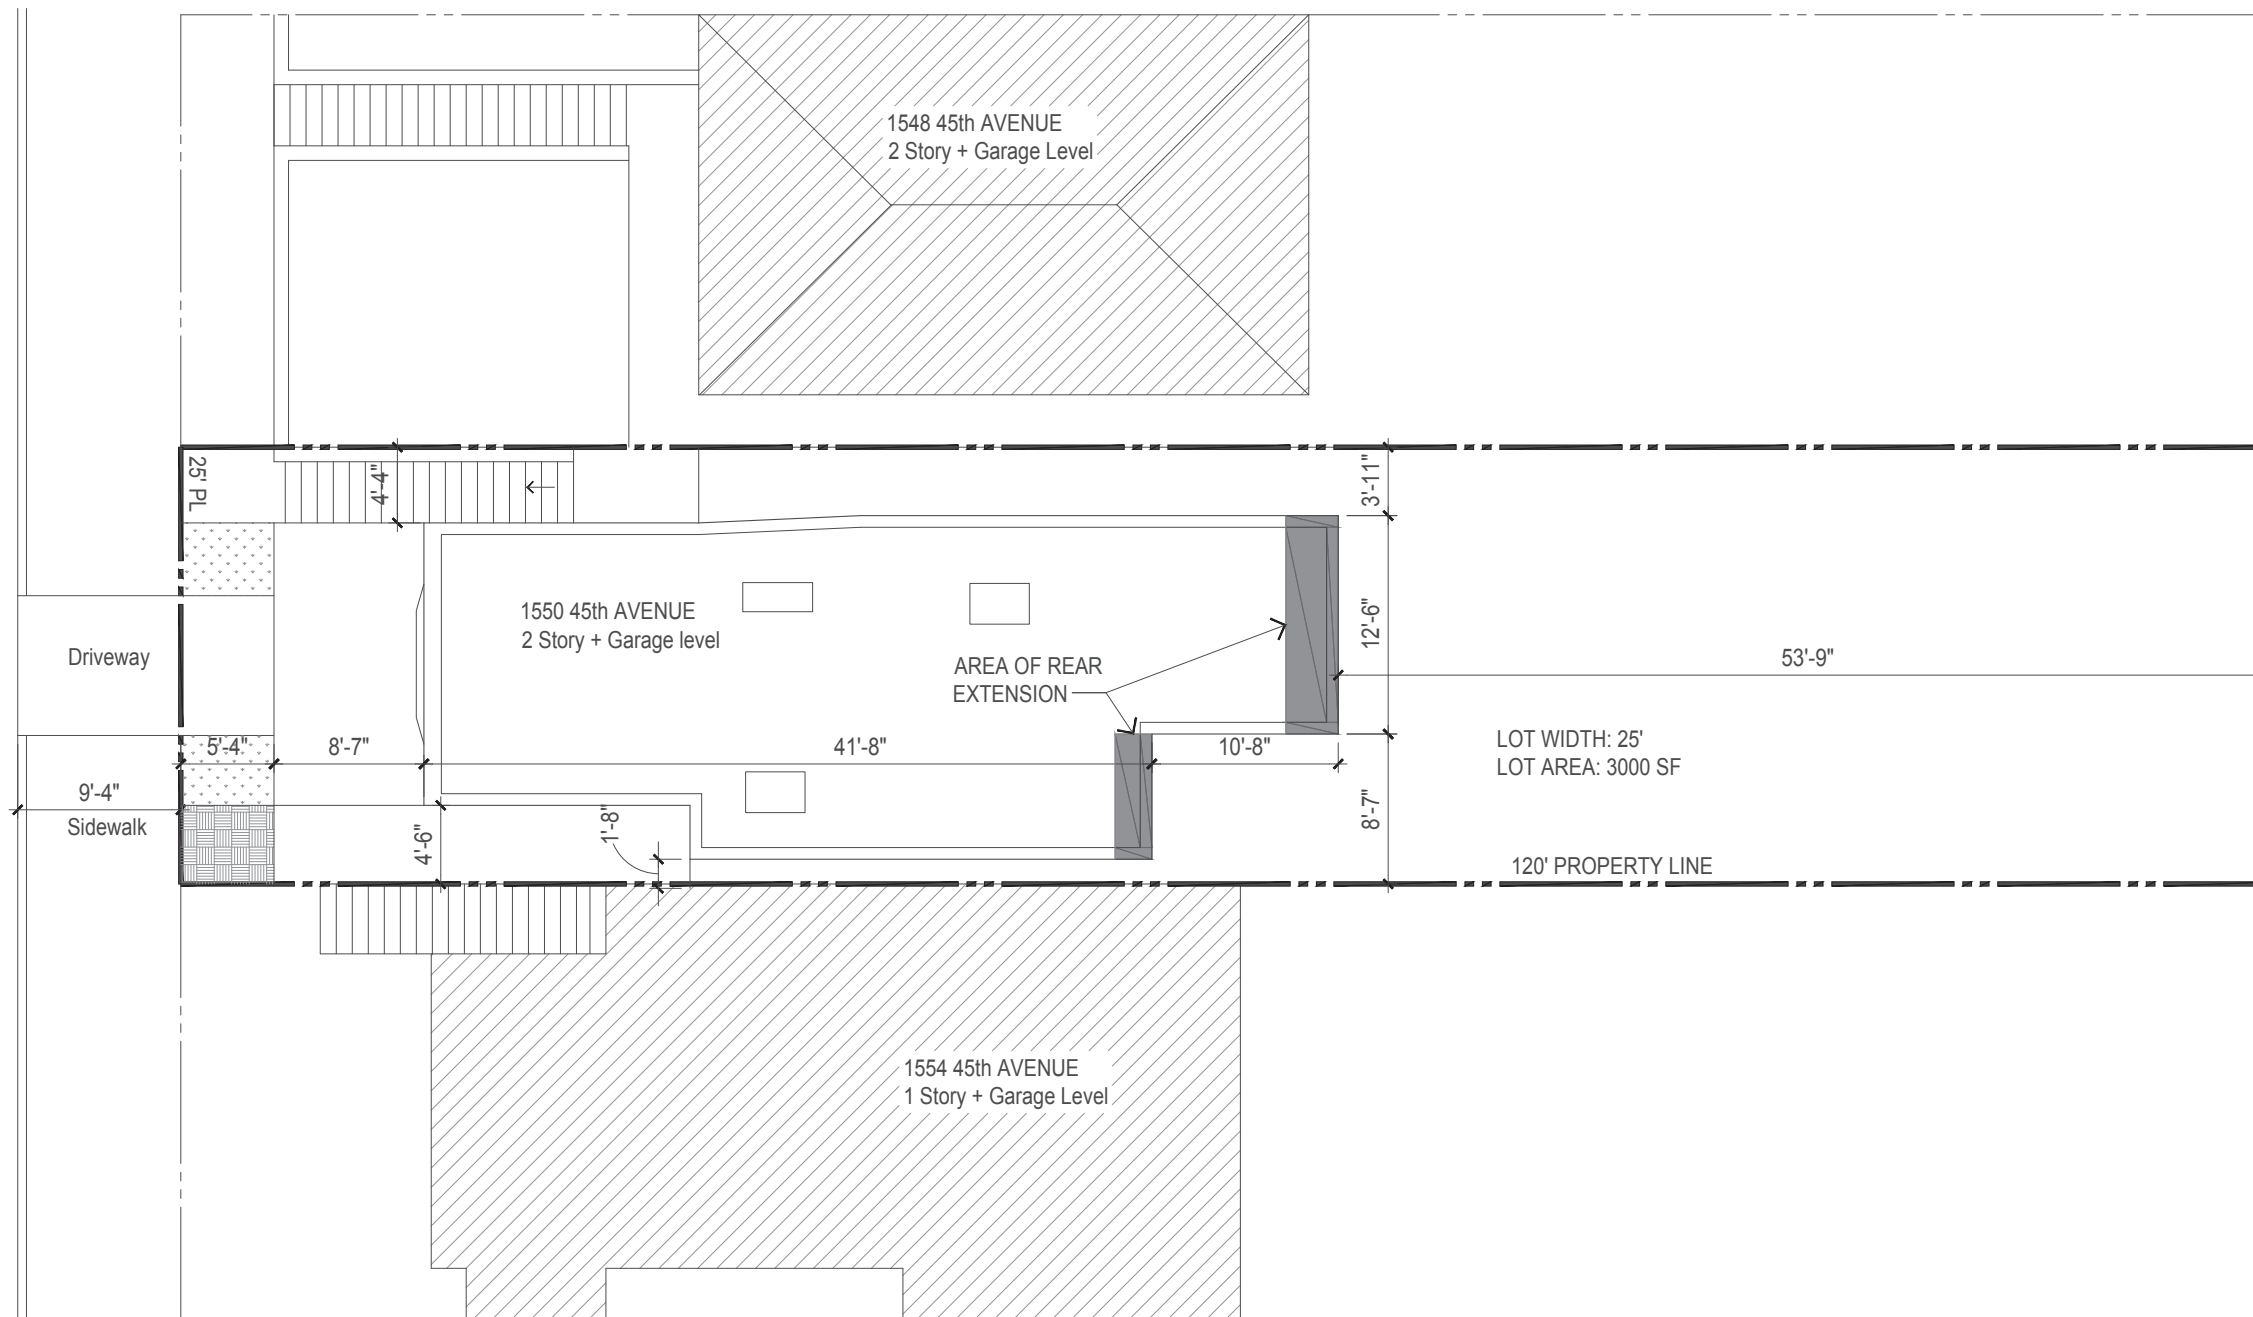 1548 45th AVENUE
2 Story + Garage Level
25' PL
4'-4"
3'-11"
1550 45th AVENUE
2 Story + Garage level
12'-6"
Driveway
AREA OF REAR
EXTENSION
53'-9"
5'-4"
8'-7"
41'-8"
10'-8"
LOT WIDTH: 25'
LOT AREA: 3000 SF
9'-4"
Sidewalk
4'-6"
1'-8"
8'-7"
120' PROPERTY LINE
1554 45th AVENUE
1 Story + Garage Level